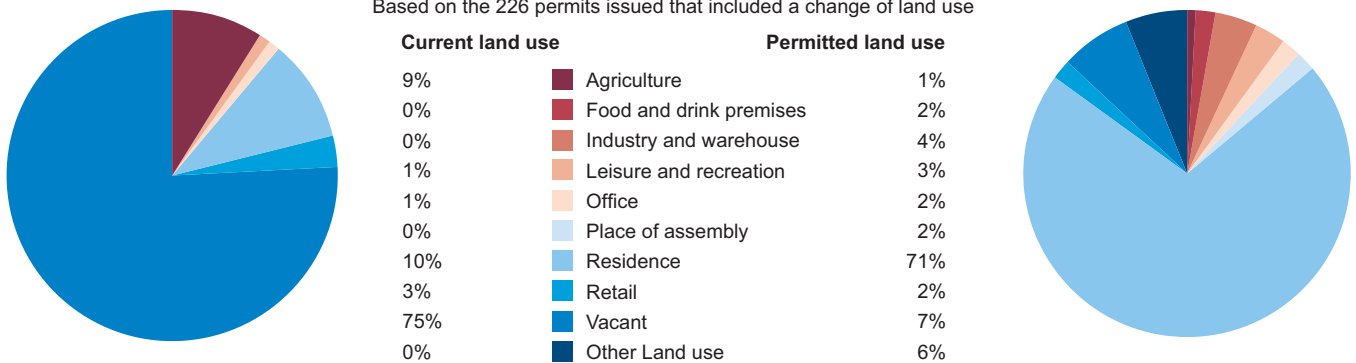 Based on the 226 permits issued that included a change of land use
Current land use Permitted land use
9% Agriculture 1%
0% Food and drink premises 2%
0% Industry and warehouse 4%
1% Leisure and recreation 3%
1% Office 2%
0% Place of assembly 2%
10% Residence 71%
3% Retail 2%
75% Vacant 7%
0% Other Land use 6%